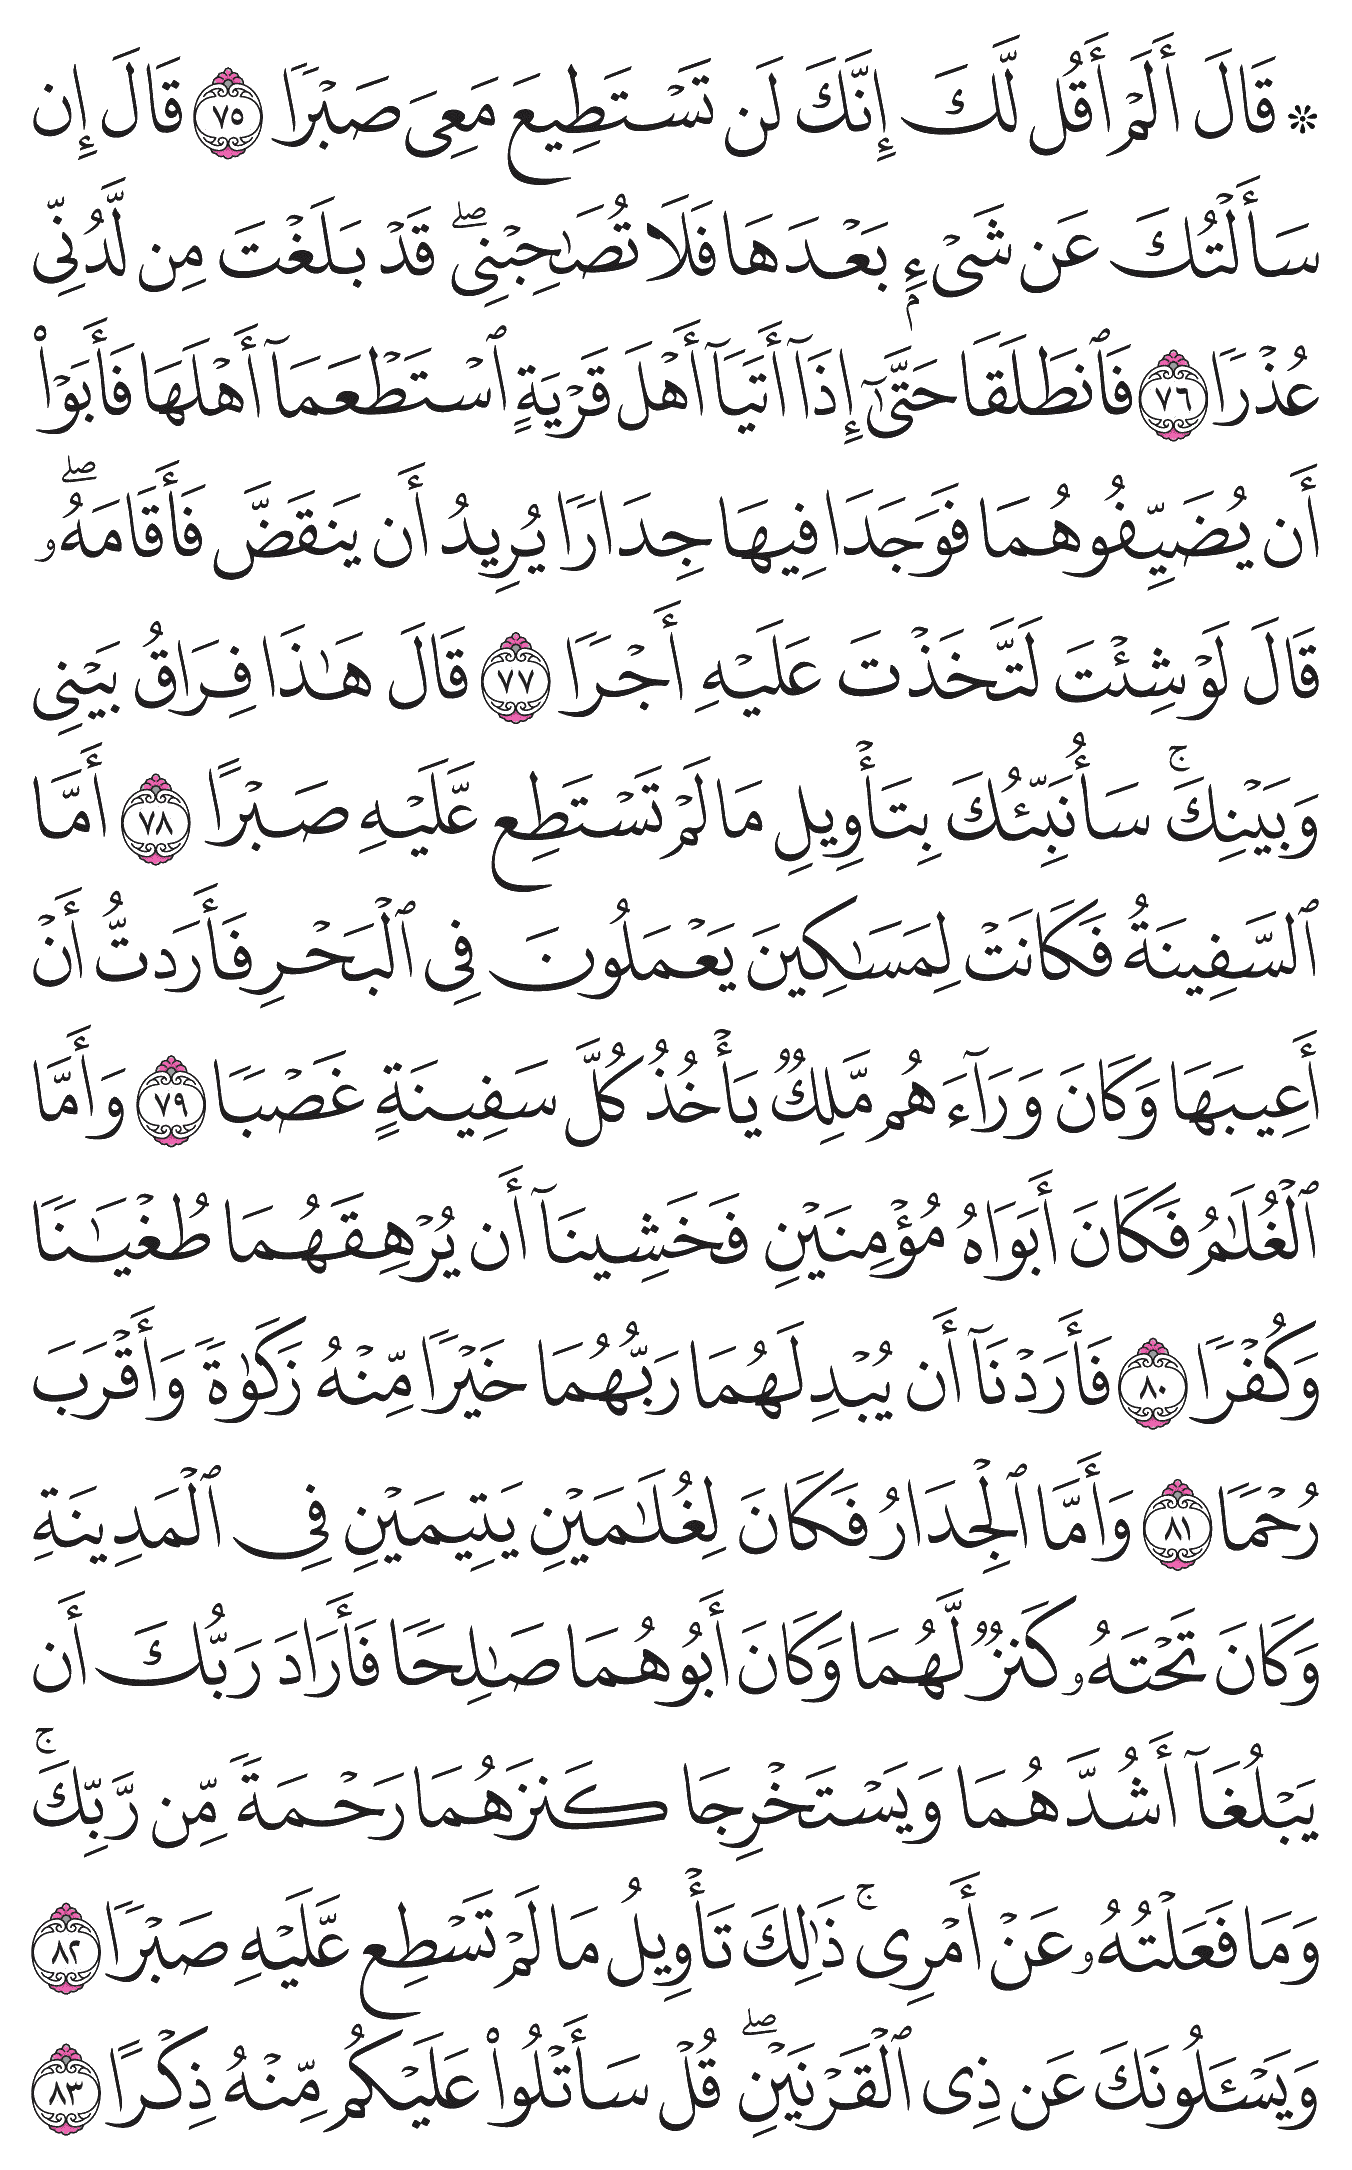 ۞ قَالَ أَلَمۡ أَقُل لَّكَ إِنَّكَ لَن تَسۡتَطِيعَ مَعِيَ صَبۡرٗا ٧٥ قَالَ إِن
سَأَلۡتُكَ عَن شَيۡءِۭ بَعۡدَهَا فَلَا تُصَٰحِبۡنِيۖ قَدۡ بَلَغۡتَ مِن لَّدُنِّي
عُذۡرٗا ٧٦ فَٱنطَلَقَا حَتَّىٰٓ إِذَآ أَتَيَآ أَهۡلَ قَرۡيَةٍ ٱسۡتَطۡعَمَآ أَهۡلَهَا فَأَبَوۡاْ
أَن يُضَيِّفُوهُمَا فَوَجَدَا فِيهَا جِدَارٗا يُرِيدُ أَن يَنقَضَّ فَأَقَامَهُۥۖ
قَالَ لَوۡ شِئۡتَ لَتَّخَذۡتَ عَلَيۡهِ أَجۡرٗا ٧٧ قَالَ هَٰذَا فِرَاقُ بَيۡنِي
وَبَيۡنِكَۚ سَأُنَبِّئُكَ بِتَأۡوِيلِ مَا لَمۡ تَسۡتَطِع عَّلَيۡهِ صَبۡرًا ٧٨ أَمَّا
ٱلسَّفِينَةُ فَكَانَتۡ لِمَسَٰكِينَ يَعۡمَلُونَ فِي ٱلۡبَحۡرِ فَأَرَدتُّ أَنۡ
أَعِيبَهَا وَكَانَ وَرَآءَهُم مَّلِكٞ يَأۡخُذُ كُلَّ سَفِينَةٍ غَصۡبٗا ٧٩ وَأَمَّا
ٱلۡغُلَٰمُ فَكَانَ أَبَوَاهُ مُؤۡمِنَيۡنِ فَخَشِينَآ أَن يُرۡهِقَهُمَا طُغۡيَٰنٗا
وَكُفۡرٗا ٨٠ فَأَرَدۡنَآ أَن يُبۡدِلَهُمَا رَبُّهُمَا خَيۡرٗا مِّنۡهُ زَكَوٰةٗ وَأَقۡرَبَ
رُحۡمٗا ٨١ وَأَمَّا ٱلۡجِدَارُ فَكَانَ لِغُلَٰمَيۡنِ يَتِيمَيۡنِ فِي ٱلۡمَدِينَةِ
وَكَانَ تَحۡتَهُۥ كَنزٞ لَّهُمَا وَكَانَ أَبُوهُمَا صَٰلِحٗا فَأَرَادَ رَبُّكَ أَن
يَبۡلُغَآ أَشُدَّهُمَا وَيَسۡتَخۡرِجَا كَنزَهُمَا رَحۡمَةٗ مِّن رَّبِّكَۚ
وَمَا فَعَلۡتُهُۥ عَنۡ أَمۡرِيۚ ذَٰلِكَ تَأۡوِيلُ مَا لَمۡ تَسۡطِع عَّلَيۡهِ صَبۡرٗا ٨٢
وَيَسۡـَٔلُونَكَ عَن ذِي ٱلۡقَرۡنَيۡنِۖ قُلۡ سَأَتۡلُواْ عَلَيۡكُم مِّنۡهُ ذِكۡرًا ٨٣